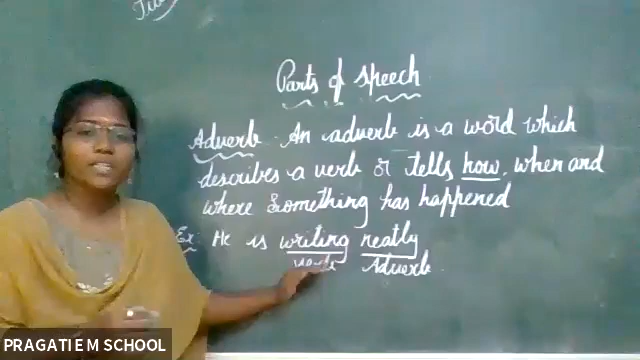 Parts of speech
Adverb - An adverb is a word which
describes a verb or tells how, when and
where something has happened
Ex: He is writing neatly
verb Adverb
PRAGATI E M SCHOOL